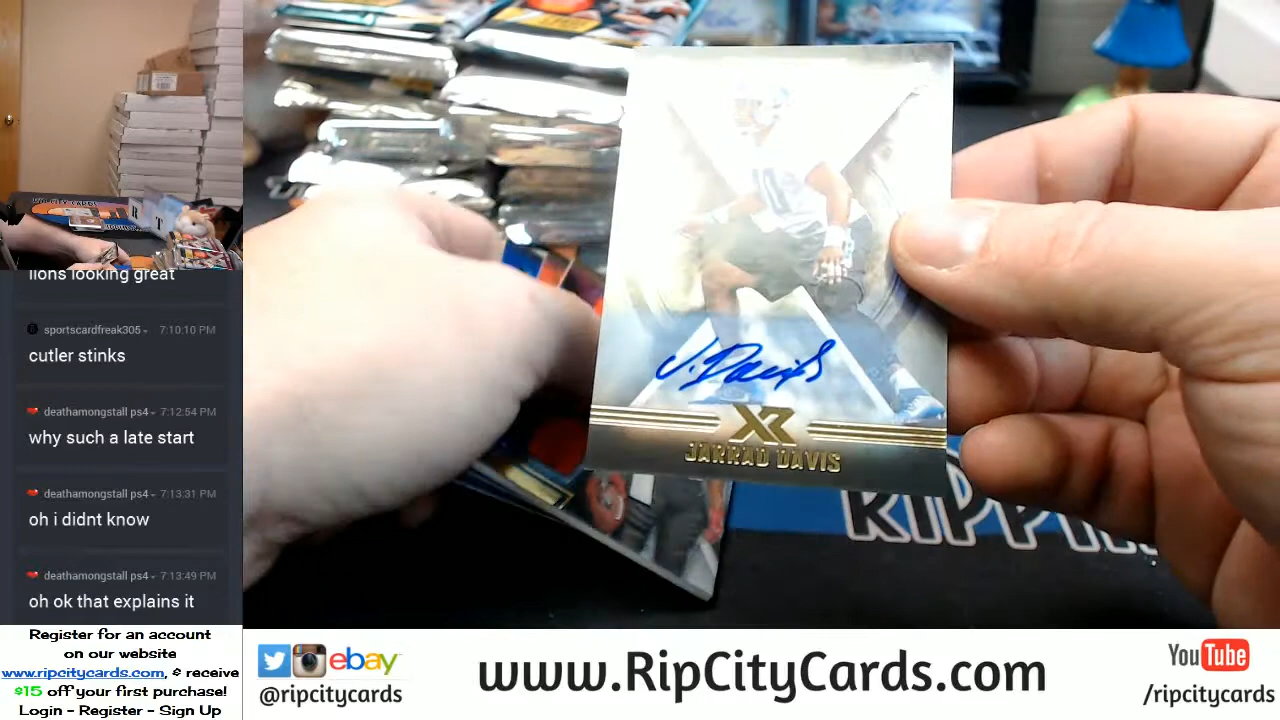 lions looking great
sportscardfreak305 7:10:10 PM
cutler stinks
deathamongstall ps4 7:12:54 PM
why such a late start
deathamongstall ps4 7:13:31 PM
oh i didnt know
deathamongstall ps4 7:13:49 PM
oh ok that explains it
Register for an account
on our website
www.ripcitycards.com, & receive
$15 off your first purchase!
Login - Register - Sign Up
R
T
10
J. Davis
XR
JARRAD DAVIS
RIPPIN
ebay
@ripcitycards
www.RipCityCards.com
YouTube
/ripcitycards